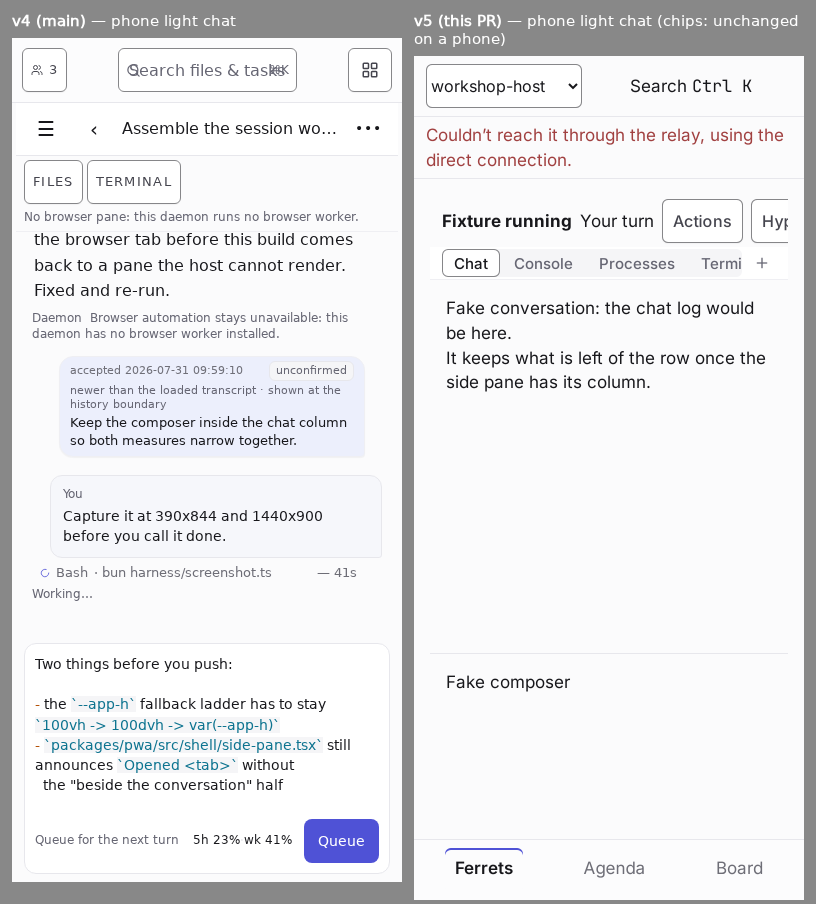 v4 (main) — phone light chat
3
Search files & tasks
Assemble the session wo…
FILES
TERMINAL
No browser pane: this daemon runs no browser worker.
the browser tab before this build comes
back to a pane the host cannot render.
Fixed and re-run.
Daemon Browser automation stays unavailable: this
daemon has no browser worker installed.
accepted 2026-07-31 09:59:10 unconfirmed
newer than the loaded transcript · shown at the
history boundary
Keep the composer inside the chat column
so both measures narrow together.
You
Capture it at 390x844 and 1440x900
before you call it done.
Bash · bun harness/screenshot.ts — 41s
Working…
Two things before you push:
- the `--app-h` fallback ladder has to stay
`100vh -> 100dvh -> var(--app-h)`
- `packages/pwa/src/shell/side-pane.tsx` still
announces `Opened <tab>` without
the "beside the conversation" half
Queue for the next turn 5h 23% wk 41% Queue
v5 (this PR) — phone light chat (chips: unchanged
on a phone)
workshop-host
Search Ctrl K
Couldn’t reach it through the relay, using the
direct connection.
Fixture running Your turn Actions Hyp
Chat Console Processes Termi +
Fake conversation: the chat log would
be here.
It keeps what is left of the row once the
side pane has its column.
Fake composer
Ferrets Agenda Board